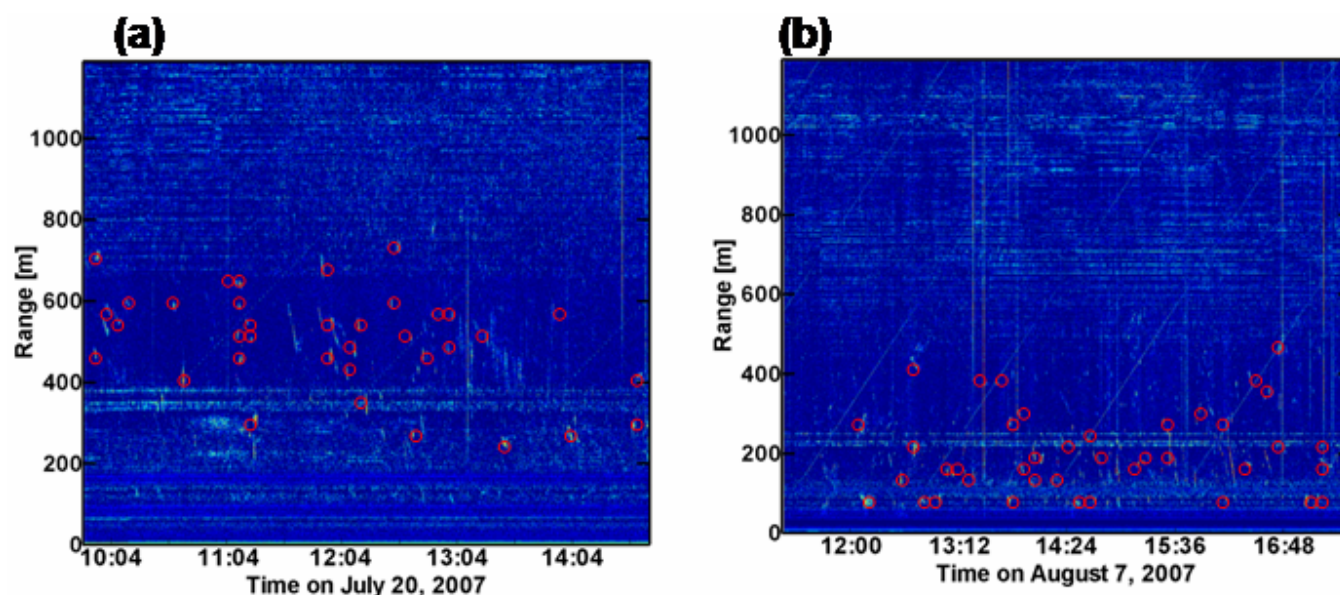 (a)
1000
800
600
400
200
0
Range [m]
10:04 11:04 12:04 13:04 14:04
Time on July 20, 2007
(b)
1000
800
600
400
200
0
Range [m]
12:00 13:12 14:24 15:36 16:48
Time on August 7, 2007